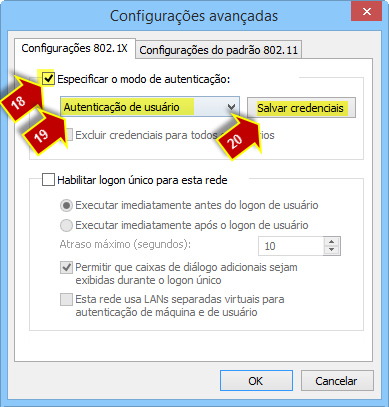 Configurações avançadas
Configurações 802.1X
Configurações do padrão 802.11
Especificar o modo de autenticação:
18
Autenticação de usuário
Salvar credenciais
19
20
Excluir credenciais para todos
Habilitar logon único para esta rede
Executar imediatamente antes do logon de usuário
Executar imediatamente após o logon de usuário
Atraso máximo (segundos):
10
Permitir que caixas de diálogo adicionais sejam
exibidas durante o logon único
Esta rede usa LANs separadas virtuais para
autenticação de máquina e de usuário
OK
Cancelar